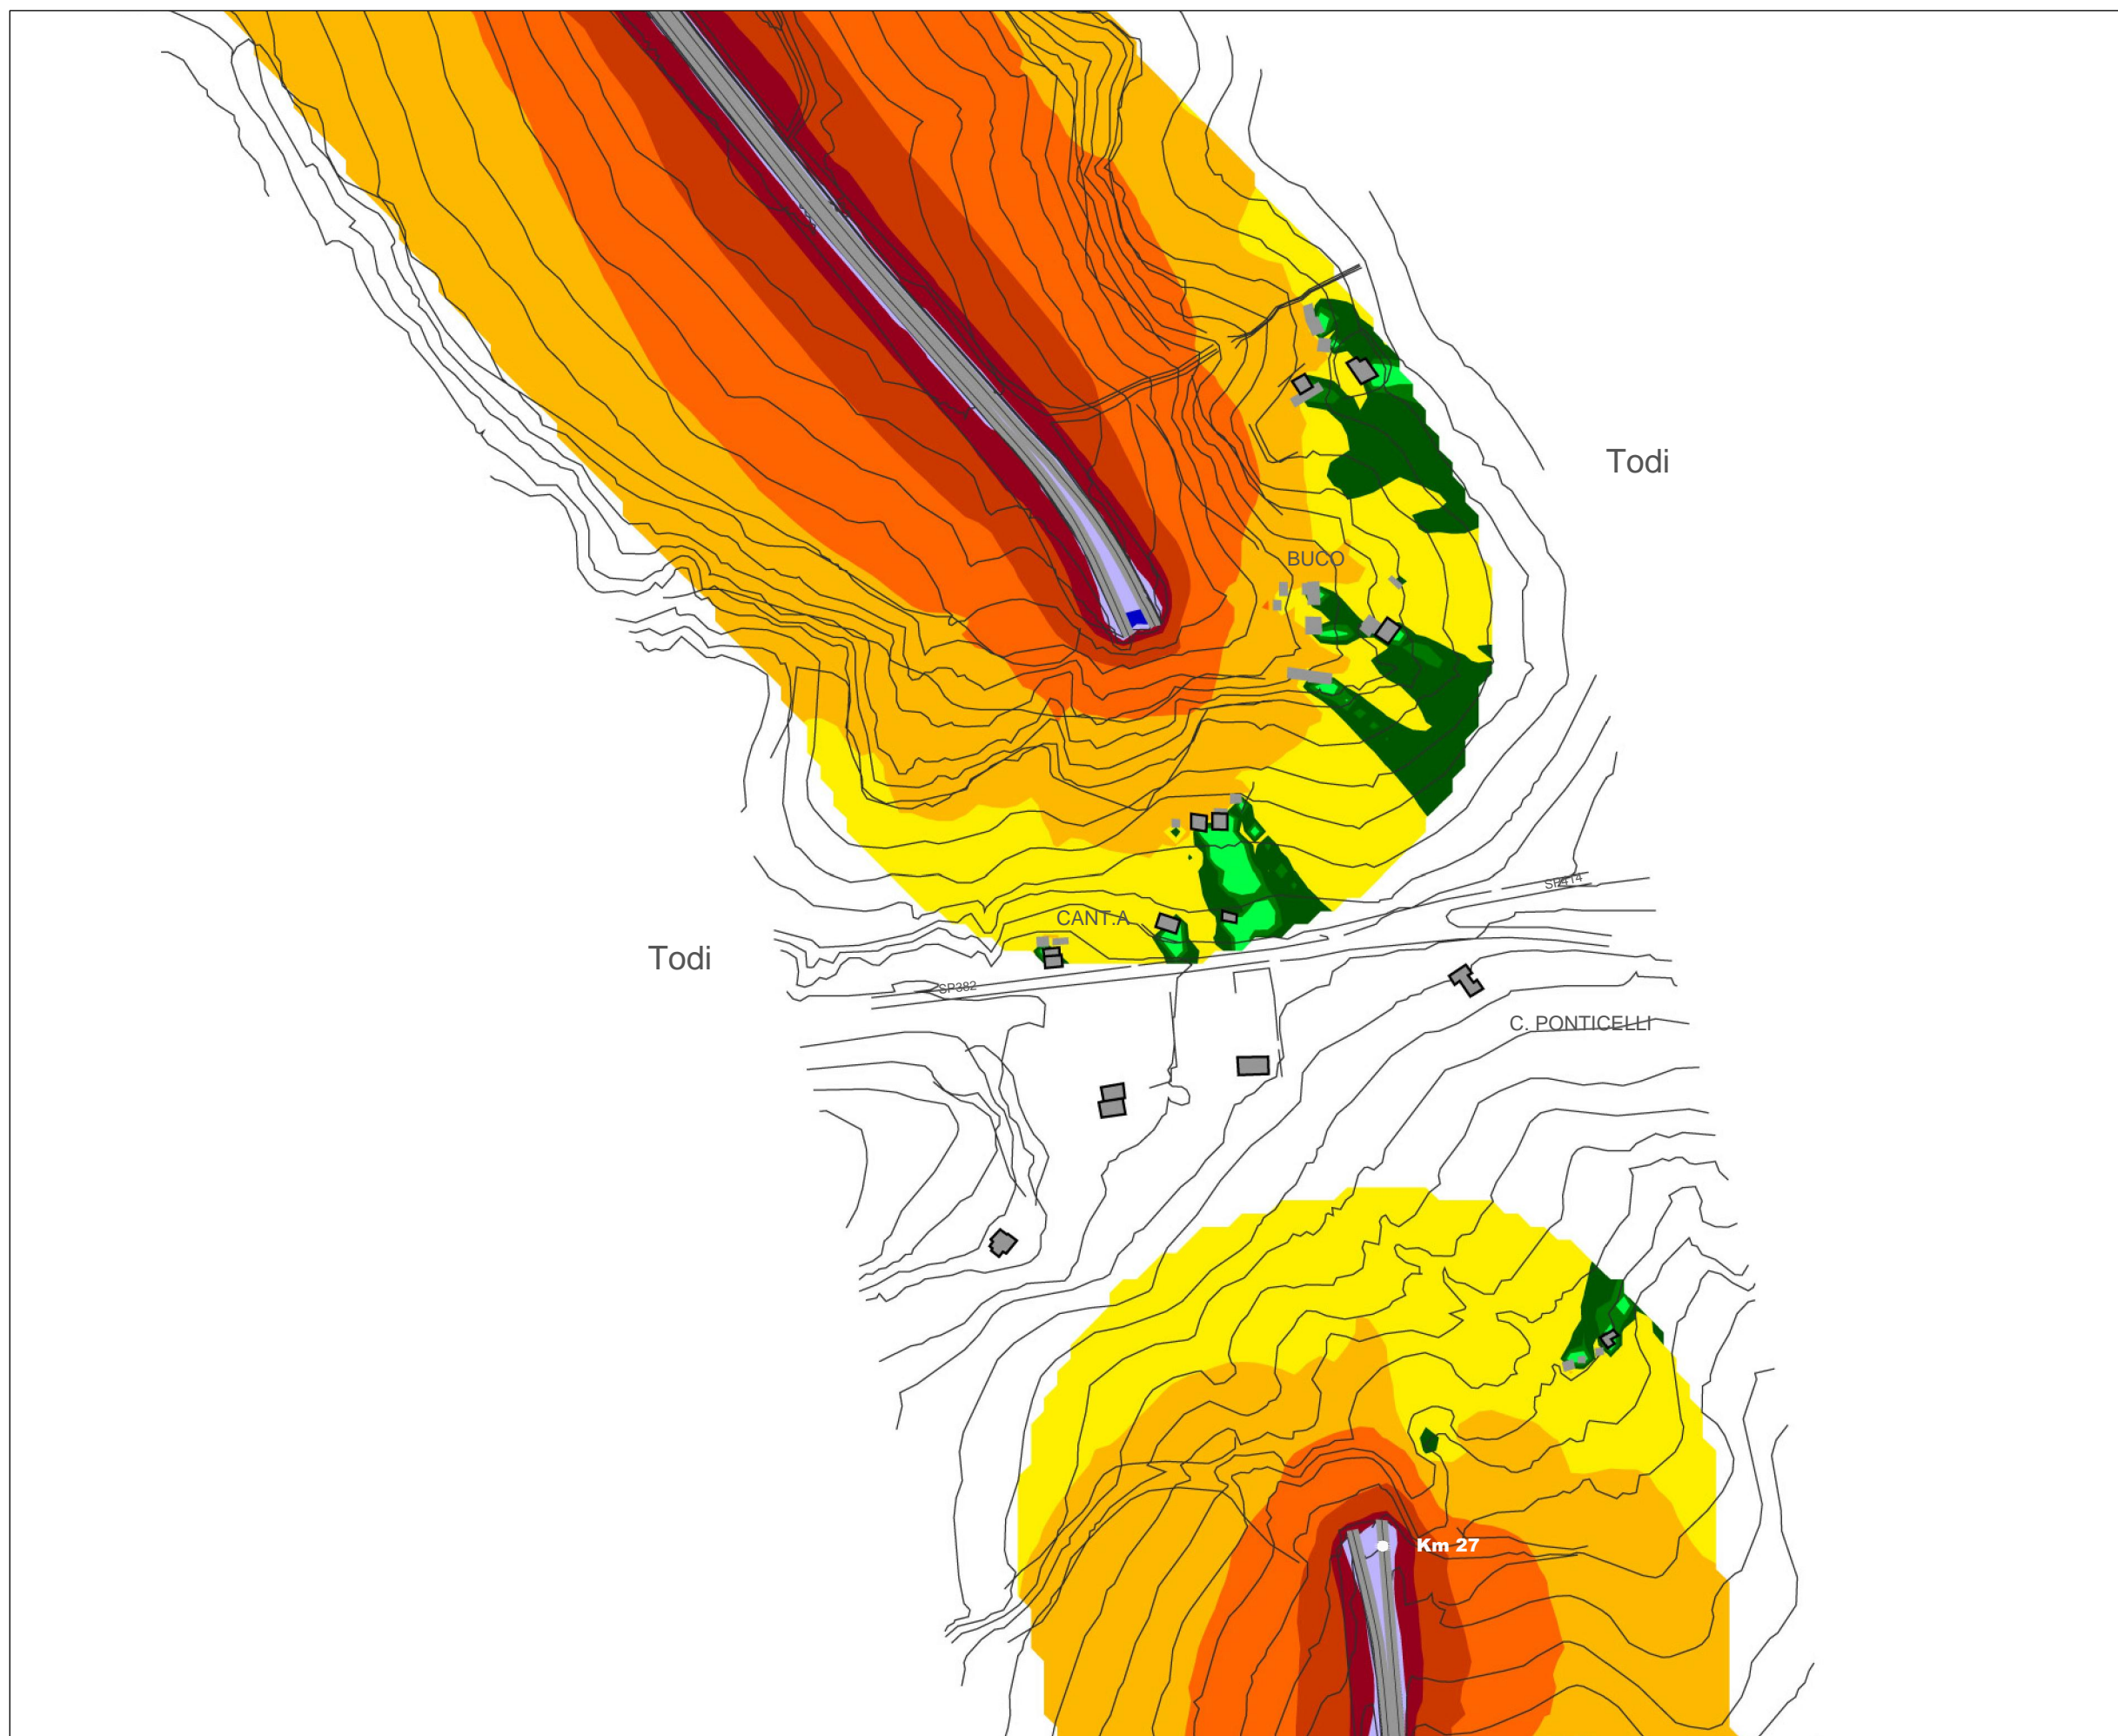 Todi
BUCO
SP414
CANT.A
Todi
SP382
C. PONTICELLI
Km 27